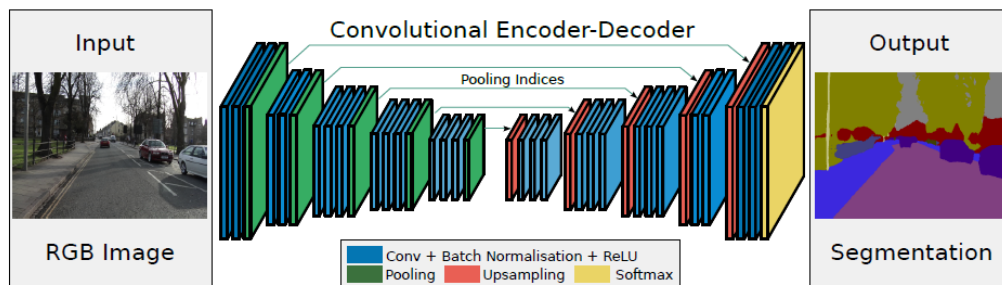 Input
RGB Image
Convolutional Encoder-Decoder
Pooling Indices
Conv + Batch Normalisation + ReLU
Pooling Upsampling Softmax
Output
Segmentation